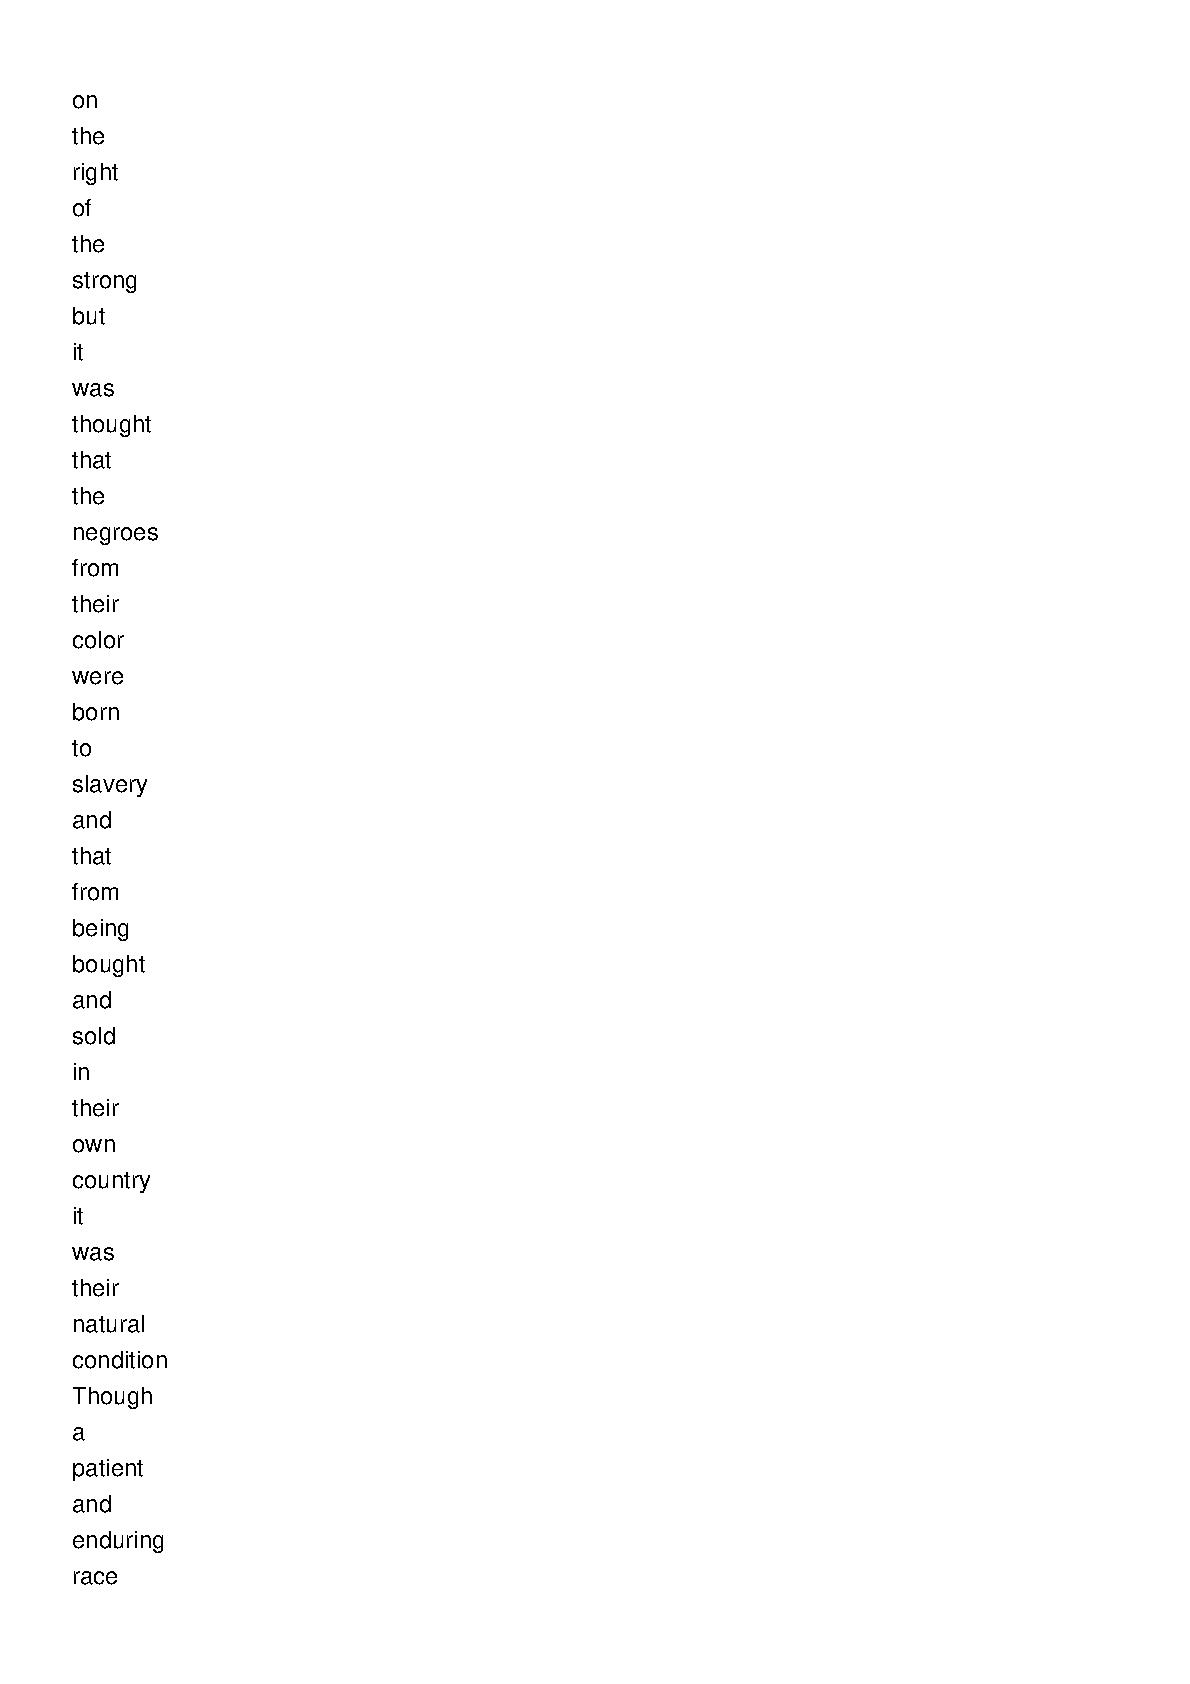 on
the
right
of
the
strong
but
it
was
thought
that
the
negroes
from
their
color
were
born
to
slavery
and
that
from
being
bought
and
sold
in
their
own
country
it
was
their
natural
condition
Though
a
patient
and
enduring
race